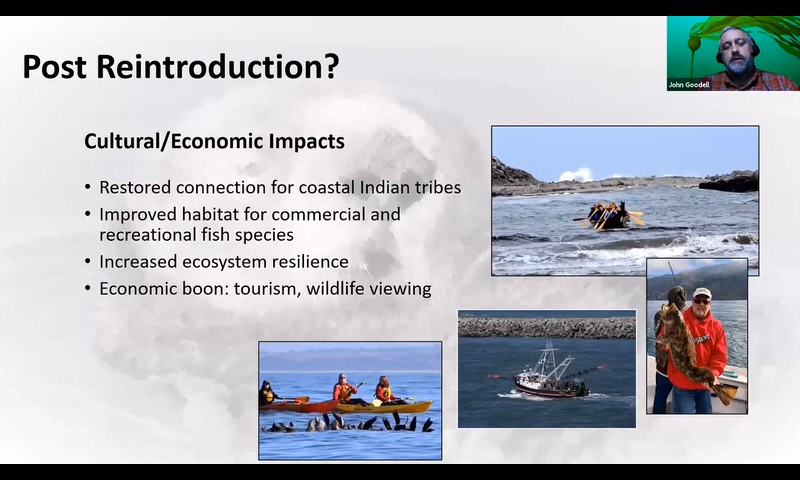 Post Reintroduction?
John Goodell
Cultural/Economic Impacts
• Restored connection for coastal Indian tribes
• Improved habitat for commercial and
recreational fish species
• Increased ecosystem resilience
• Economic boon: tourism, wildlife viewing